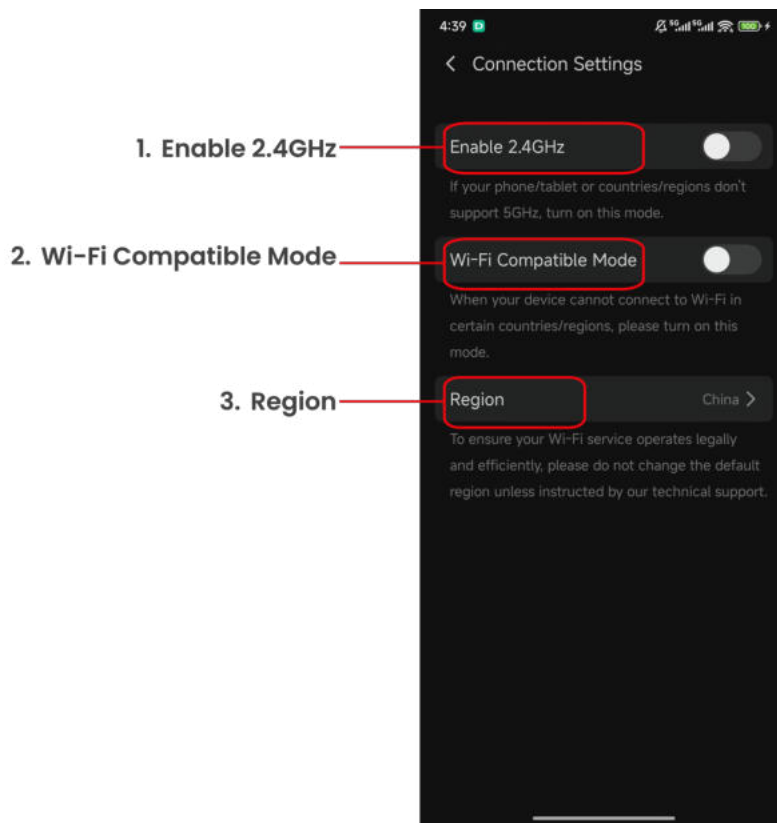 4:39 D 5G 5G 100
Connection Settings
1. Enable 2.4GHz
Enable 2.4GHz
If your phone/tablet or countries/regions don't
support 5GHz, turn on this mode.
2. Wi-Fi Compatible Mode
Wi-Fi Compatible Mode
When your device cannot connect to Wi-Fi in
certain countries/regions, please turn on this
mode.
3. Region
Region China
To ensure your Wi-Fi service operates legally
and efficiently, please do not change the default
region unless instructed by our technical support.